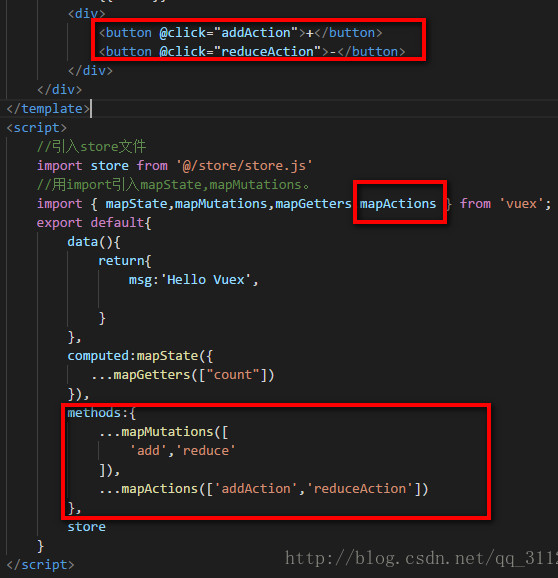 <div>
<button @click="addAction">+</button>
<button @click="reduceAction">-</button>
</div>
</div>
</template>
<script>
//引入store文件
import store from '@/store/store.js'
//用import引入mapState,mapMutations。
import { mapState,mapMutations,mapGetters mapActions } from 'vuex';
export default{
data(){
return{
msg:'Hello Vuex',
}
},
computed:mapState({
...mapGetters(["count"])
}),
methods:{
...mapMutations([
'add','reduce'
]),
...mapActions(['addAction','reduceAction'])
},
store
}
</script>
http://blog.csdn.net/qq_3112